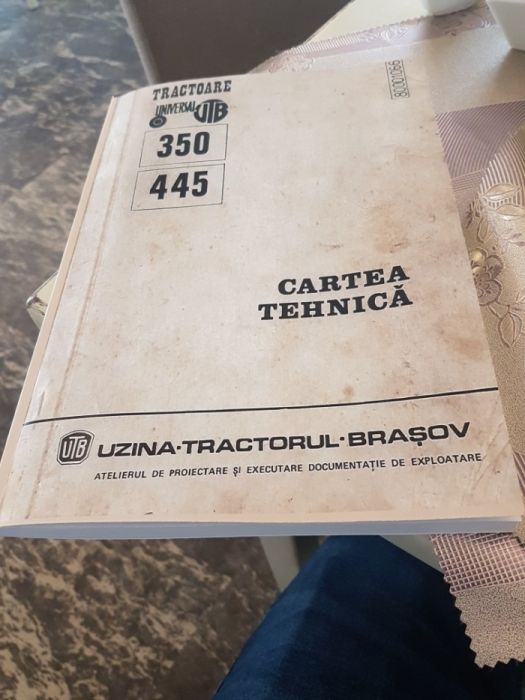 TRACTOARE
UNIVERSAL UTB
350
445
80001066
CARTEA
TEHNICĂ
UTB UZINA·TRACTORUL·BRAŞOV
ATELIERUL DE PROIECTARE ŞI EXECUTARE DOCUMENTAŢIE DE EXPLOATARE